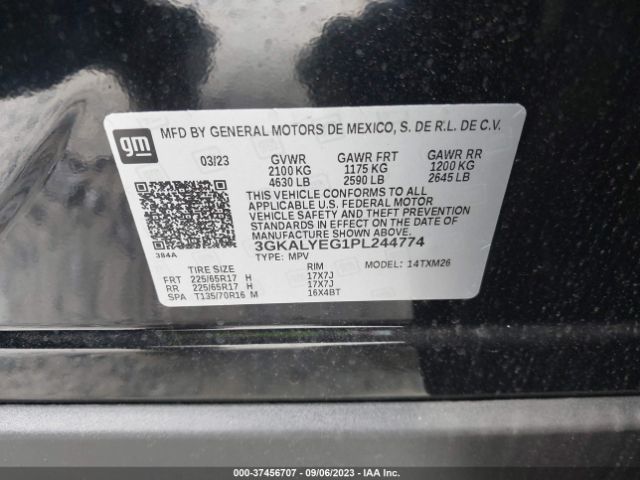 gm
MFD BY GENERAL MOTORS DE MEXICO, S. DE R.L. DE C.V.
03/23 GVWR GAWR FRT GAWR RR
2100 KG 1175 KG 1200 KG
4630 LB 2590 LB 2645 LB
THIS VEHICLE CONFORMS TO ALL
APPLICABLE U.S. FEDERAL MOTOR
VEHICLE SAFETY AND THEFT PREVENTION
STANDARDS IN EFFECT ON THE DATE OF
MANUFACTURE SHOWN ABOVE.
384A 3GKALYEG1PL244774
TYPE: MPV MODEL: 14TXM26
TIRE SIZE RIM
FRT 225/65R17 H 17X7J
RR 225/65R17 H 17X7J
SPA T135/70R16 M 16X4BT
000-37456707 - 09/06/2023 - IAA Inc.